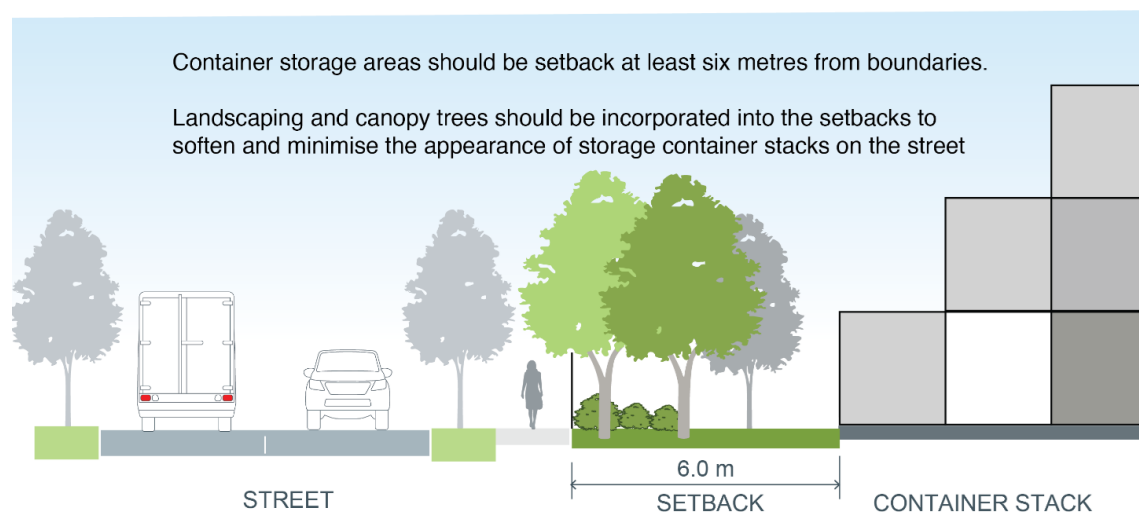 Container storage areas should be setback at least six metres from boundaries.
Landscaping and canopy trees should be incorporated into the setbacks to
soften and minimise the appearance of storage container stacks on the street
6.0 m
STREET
SETBACK
CONTAINER STACK